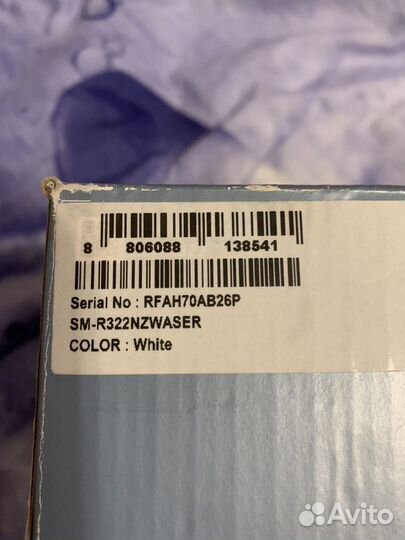 8 806088 138541
Serial No : RFAH70AB26P
SM-R322NZWASER
COLOR : White
Avito